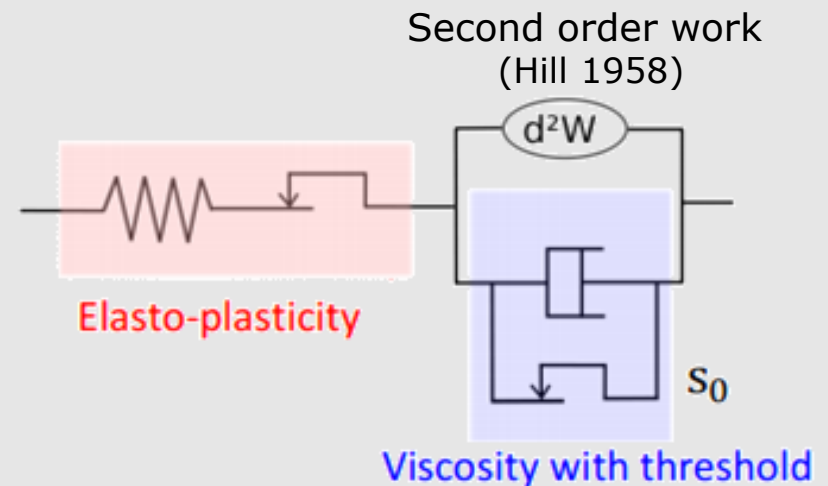 Second order work
(Hill 1958)
d²W
Elasto-plasticity
s₀
Viscosity with threshold